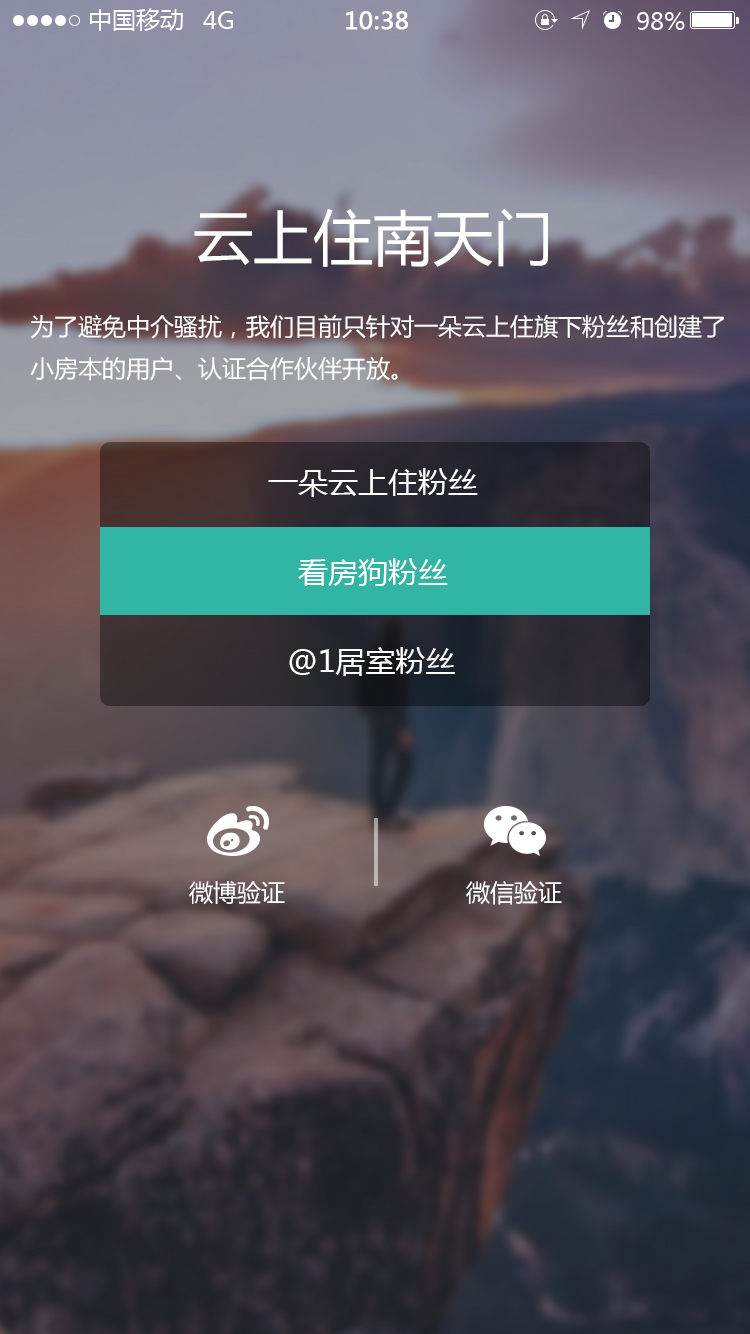 中国移动 4G 10:38 98%
云上住南天门
为了避免中介骚扰，我们目前只针对一朵云上住旗下粉丝和创建了
小房本的用户、认证合作伙伴开放。
一朵云上住粉丝
看房狗粉丝
@1居室粉丝
微博验证 微信验证